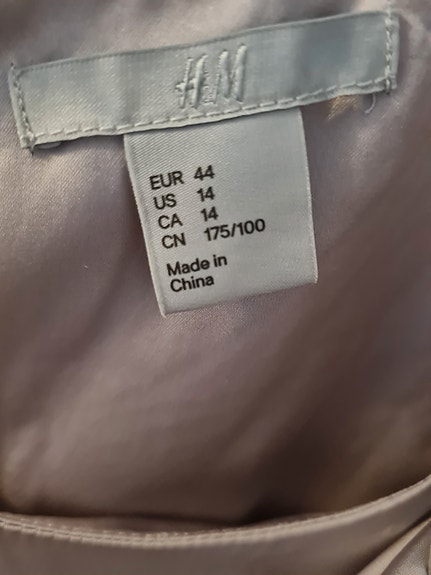 H&M
EUR 44
US 14
CA 14
CN 175/100
Made in
China